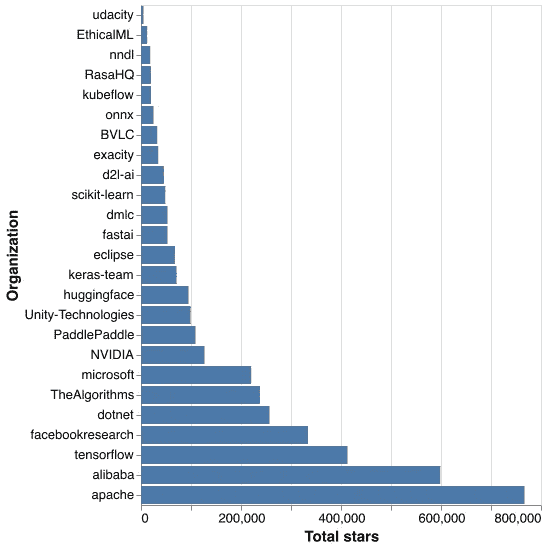 udacity
EthicalML
nndl
RasaHQ
kubeflow
onnx
BVLC
exacity
d2l-ai
scikit-learn
dmlc
fastai
eclipse
keras-team
huggingface
Unity-Technologies
PaddlePaddle
NVIDIA
microsoft
TheAlgorithms
dotnet
facebookresearch
tensorflow
alibaba
apache
Organization
0 200,000 400,000 600,000 800,000
Total stars